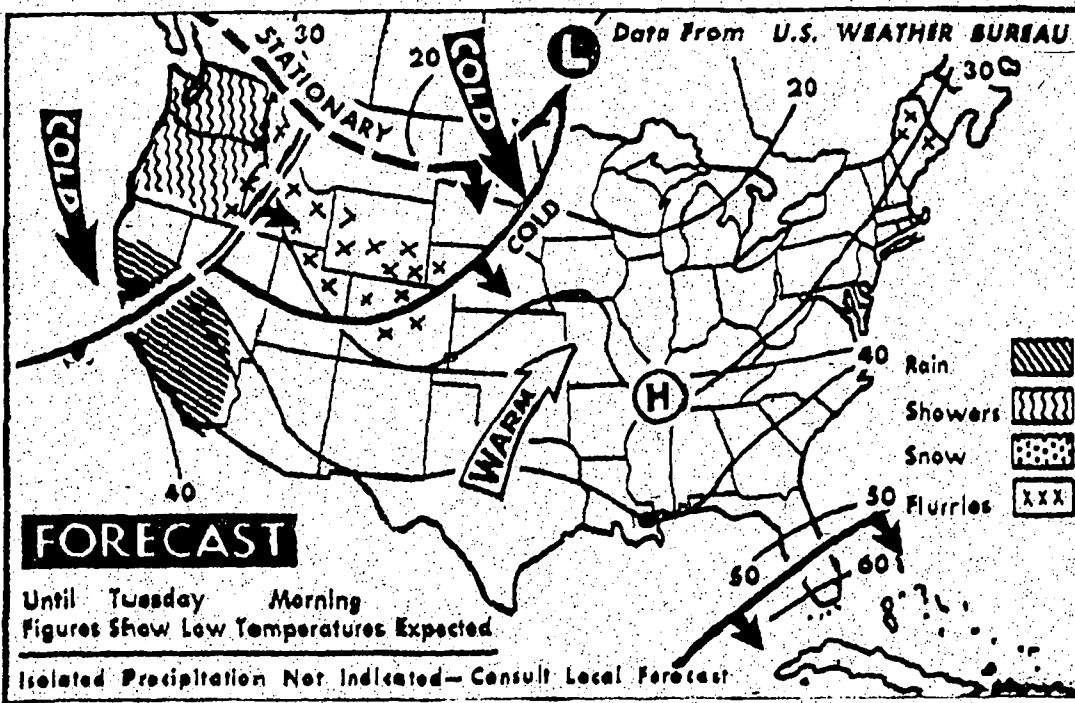 Data From U.S. WEATHER BUREAU
L
30
STATIONARY
20
COLD
20
30
COLD
COLD
WARM
H
40
Rain
Showers
Snow
Flurries
XXX
40
50
50
60
FORECAST
Until Tuesday Morning
Figures Show Low Temperatures Expected
Isolated Precipitation Not Indicated— Consult Local Forecast